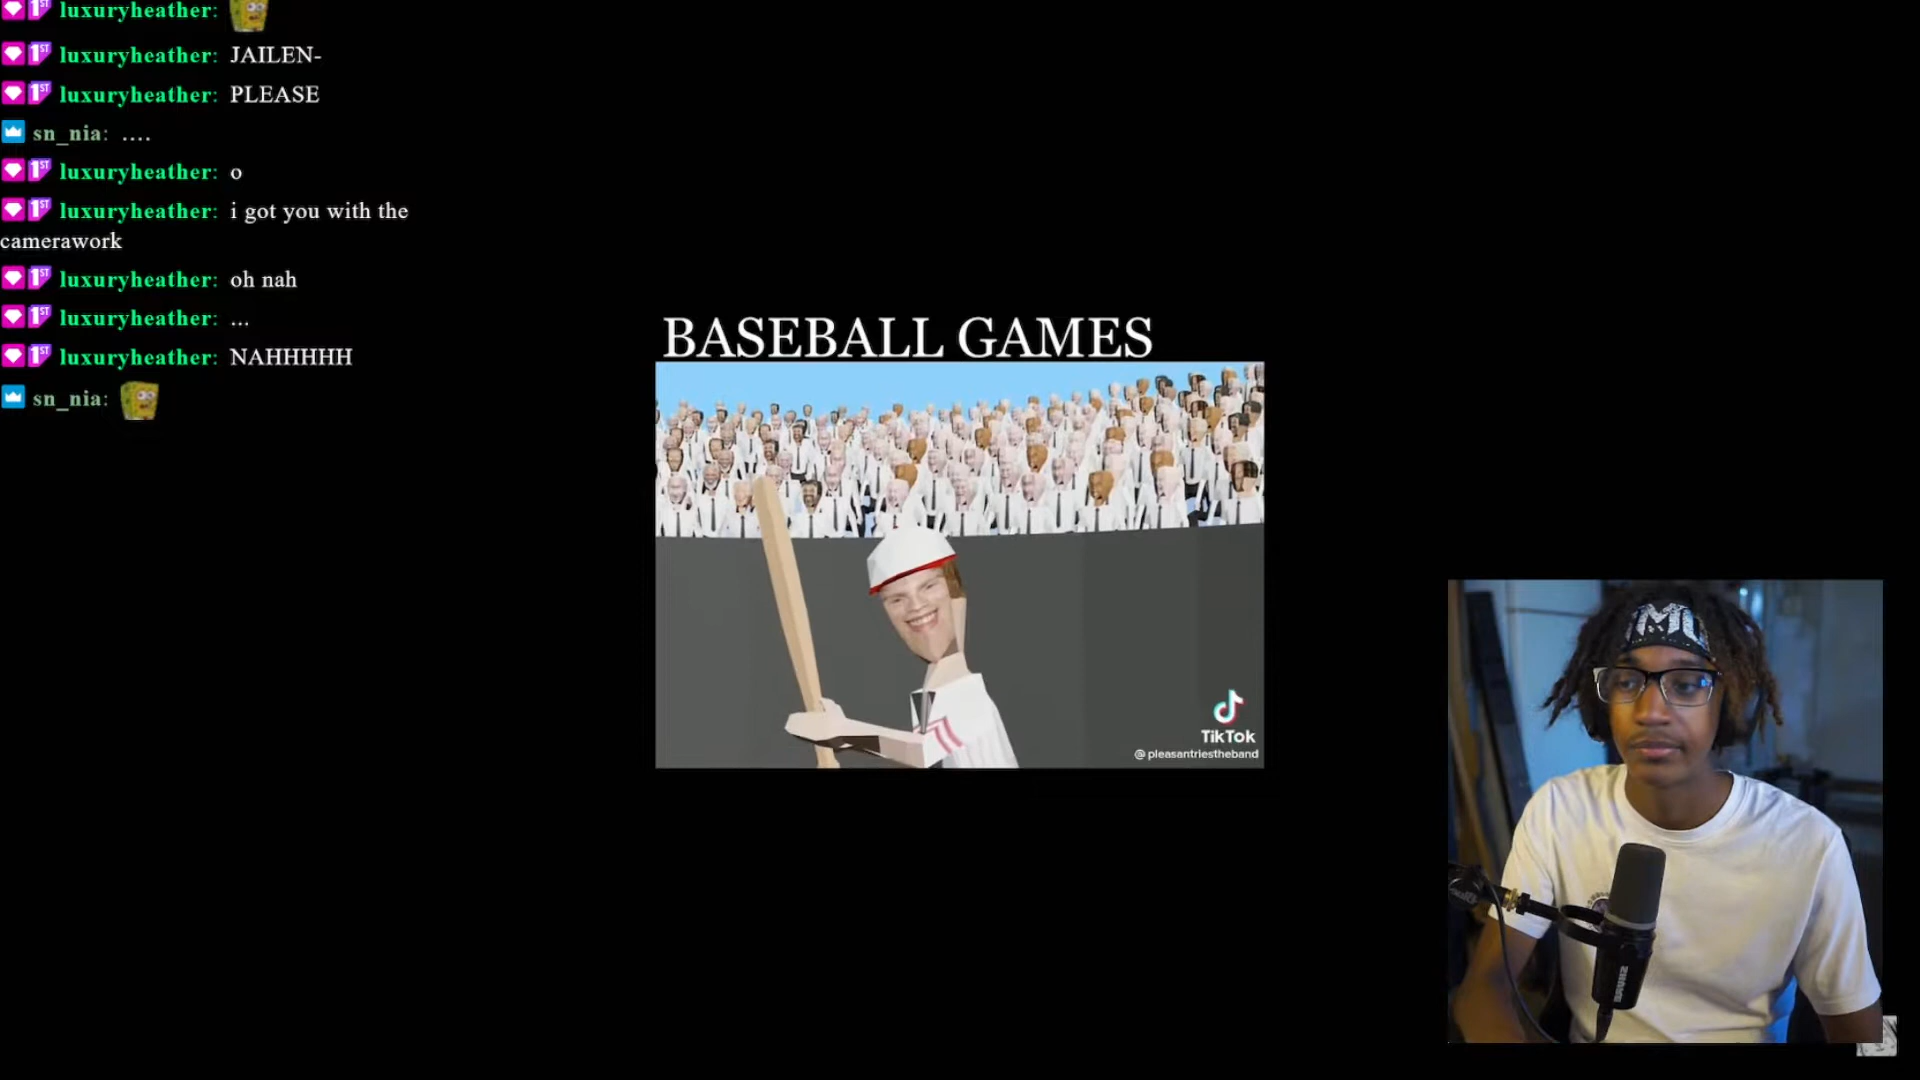 luxuryheather:
luxuryheather: JAILEN-
luxuryheather: PLEASE
sn_nia: ....
luxuryheather: o
luxuryheather: i got you with the
camerawork
luxuryheather: oh nah
luxuryheather: ...
luxuryheather: NAHHHHH
sn_nia:
BASEBALL GAMES
TikTok
@pleasantriestheband
SHURE